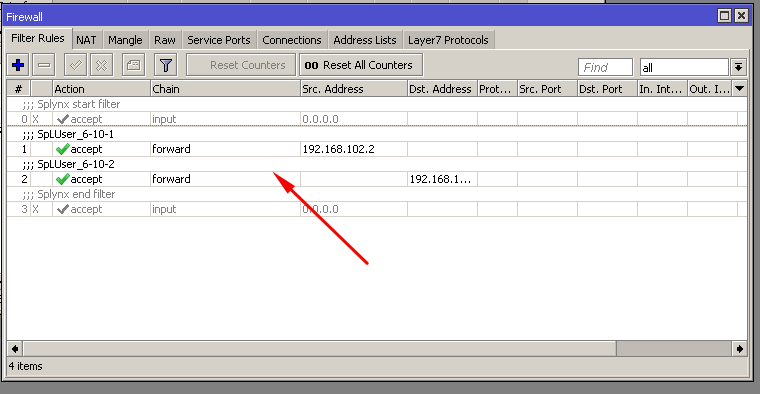 Firewall
Filter Rules NAT Mangle Raw Service Ports Connections Address Lists Layer7 Protocols
Reset Counters 00 Reset All Counters Find all
# Action Chain Src. Address Dst. Address Prot... Src. Port Dst. Port In. Int... Out. I...
;;; Splynx start filter
0 X accept input 0.0.0.0
;;; SpLUser_6-10-1
1 accept forward 192.168.102.2
;;; SpLUser_6-10-2
2 accept forward 192.168.1...
;;; Splynx end filter
3 X accept input 0.0.0.0
4 items